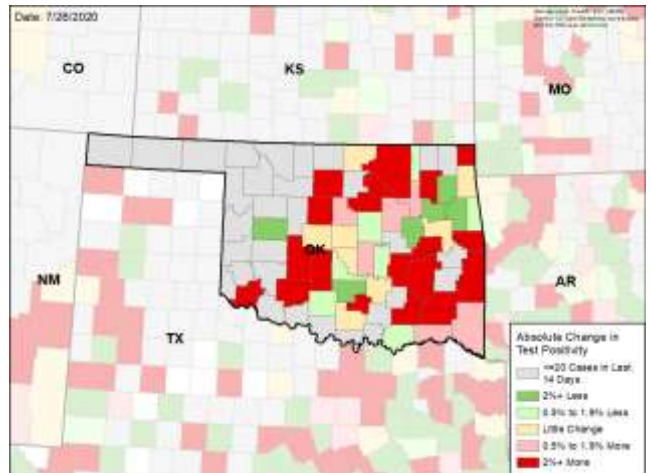 Date: 7/28/2020
CO
KS
MO
OK
NM
TX
AR
Absolute Change in
Test Positivity
<=20 Cases in Last
14 Days
2%+ Less
0.5% to 1.9% Less
Little Change
0.5% to 1.9% More
2%+ More